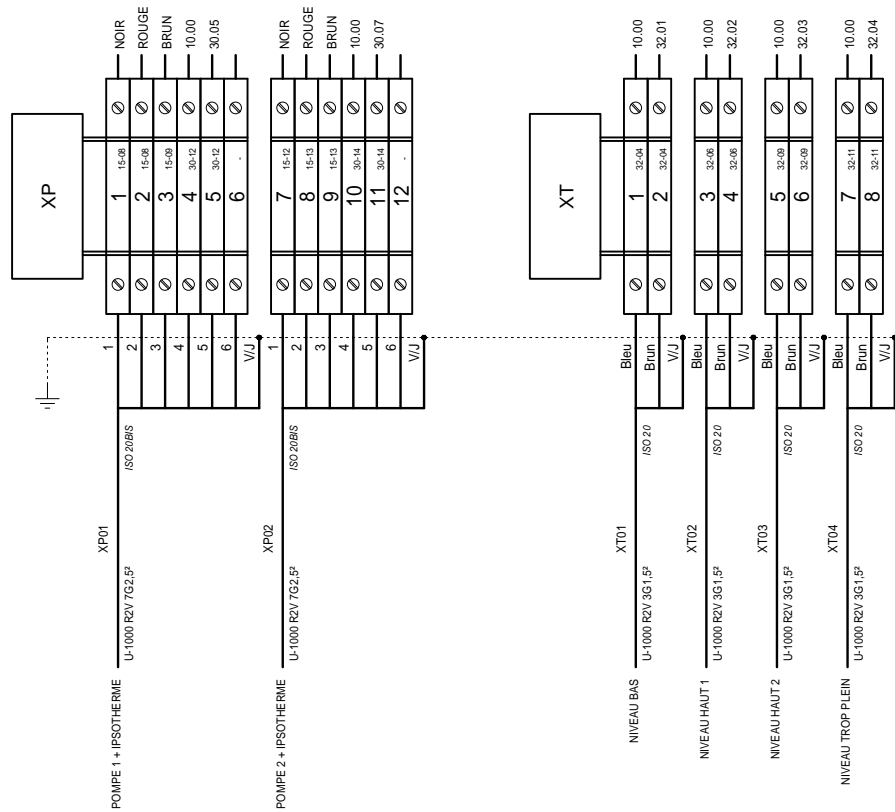 XP
NOIR
ROUGE
BRUN
10.00
30.05
1 15-08
2 15-08
3 15-09
4 30-12
5 30-12
6 -
1
2
3
4
5
6
V/J
ISO 20BIS
XP01
U-1000 R2V 7G2,5²
POMPE 1 + IPSOTHERME
NOIR
ROUGE
BRUN
10.00
30.07
7 15-12
8 15-13
9 15-13
10 30-14
11 30-14
12 -
1
2
3
4
5
6
V/J
ISO 20BIS
XP02
U-1000 R2V 7G2,5²
POMPE 2 + IPSOTHERME
XT
10.00
32.01
1 32-04
2 32-04
Bleu
Brun
V/J
ISO 20
XT01
U-1000 R2V 3G1,5²
NIVEAU BAS
10.00
32.02
3 32-06
4 32-06
Bleu
Brun
V/J
ISO 20
XT02
U-1000 R2V 3G1,5²
NIVEAU HAUT 1
10.00
32.03
5 32-09
6 32-09
Bleu
Brun
V/J
ISO 20
XT03
U-1000 R2V 3G1,5²
NIVEAU HAUT 2
10.00
32.04
7 32-11
8 32-11
Bleu
Brun
V/J
ISO 20
XT04
U-1000 R2V 3G1,5²
NIVEAU TROP PLEIN